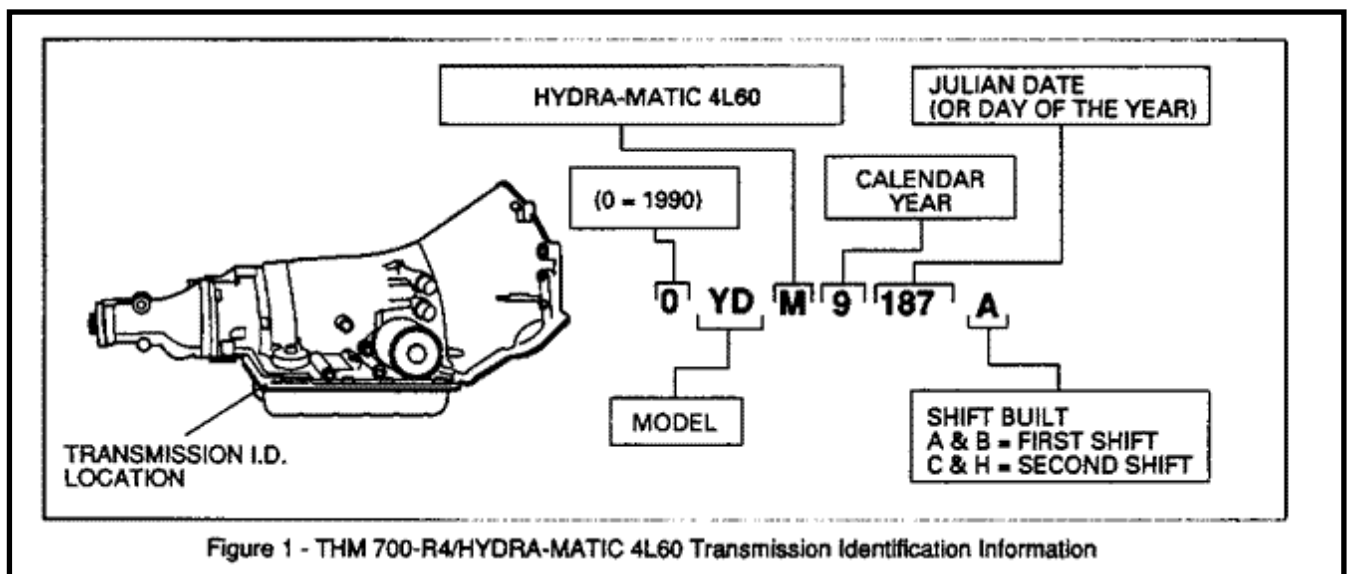 HYDRA-MATIC 4L60
JULIAN DATE
(OR DAY OF THE YEAR)
(0 = 1990)
CALENDAR
YEAR
0 YD M 9 187 A
MODEL
SHIFT BUILT
A & B = FIRST SHIFT
C & H = SECOND SHIFT
TRANSMISSION I.D.
LOCATION
Figure 1 - THM 700-R4/HYDRA-MATIC 4L60 Transmission Identification Information